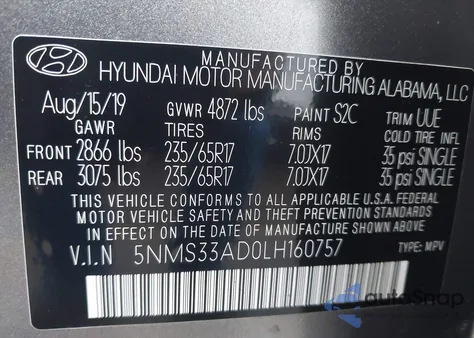 MANUFACTURED BY
HYUNDAI MOTOR MANUFACTURING ALABAMA, LLC
Aug/15/19 GVWR 4872 lbs PAINT S2C TRIM UUE
GAWR TIRES RIMS COLD TIRE INFL
FRONT 2866 lbs 235/65R17 7.0JX17 35 psi SINGLE
REAR 3075 lbs 235/65R17 7.0JX17 35 psi SINGLE
THIS VEHICLE CONFORMS TO ALL APPLICABLE U.S.A. FEDERAL
MOTOR VEHICLE SAFETY AND THEFT PREVENTION STANDARDS
IN EFFECT ON THE DATE OF MANUFACTURE SHOWN ABOVE.
V.I.N 5NMS33AD0LH160757 TYPE: MPV
autoSnap